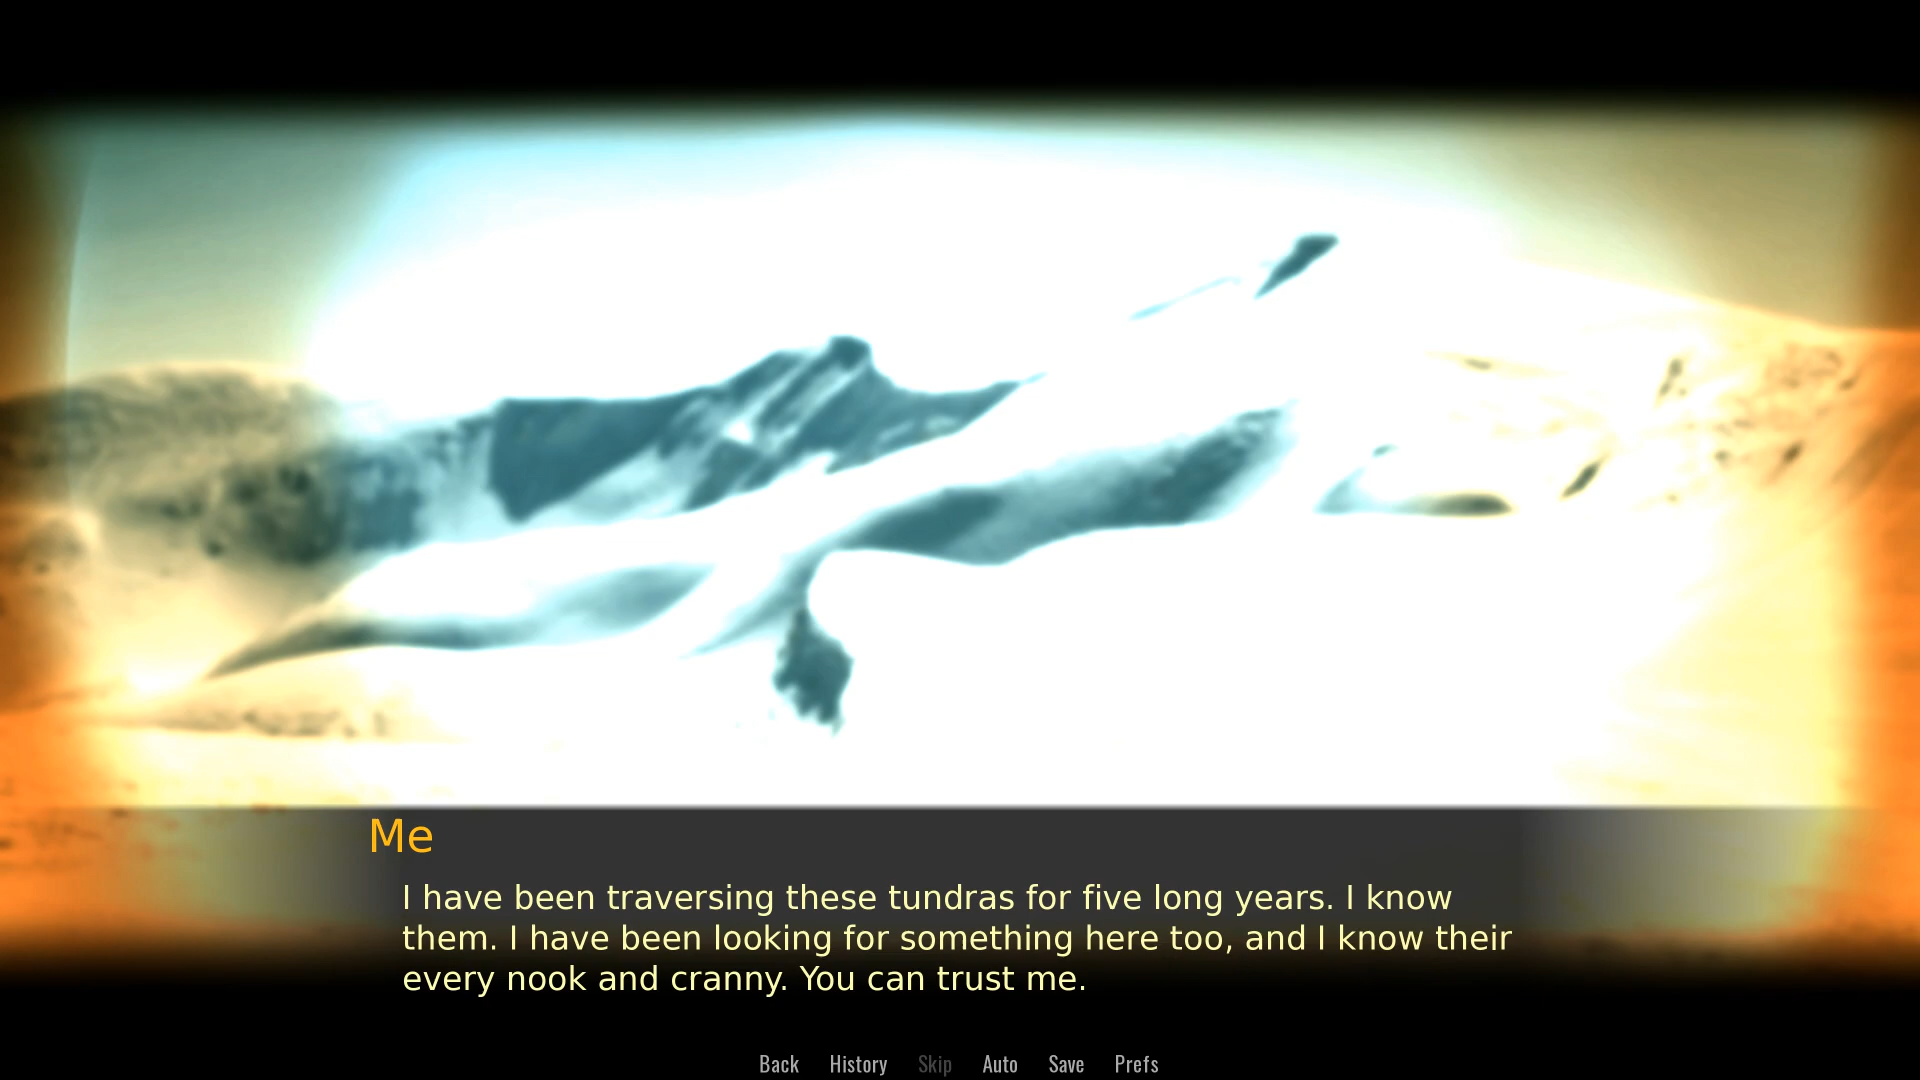 Me
I have been traversing these tundras for five long years. I know
them. I have been looking for something here too, and I know their
every nook and cranny. You can trust me.
Back History Skip Auto Save Prefs